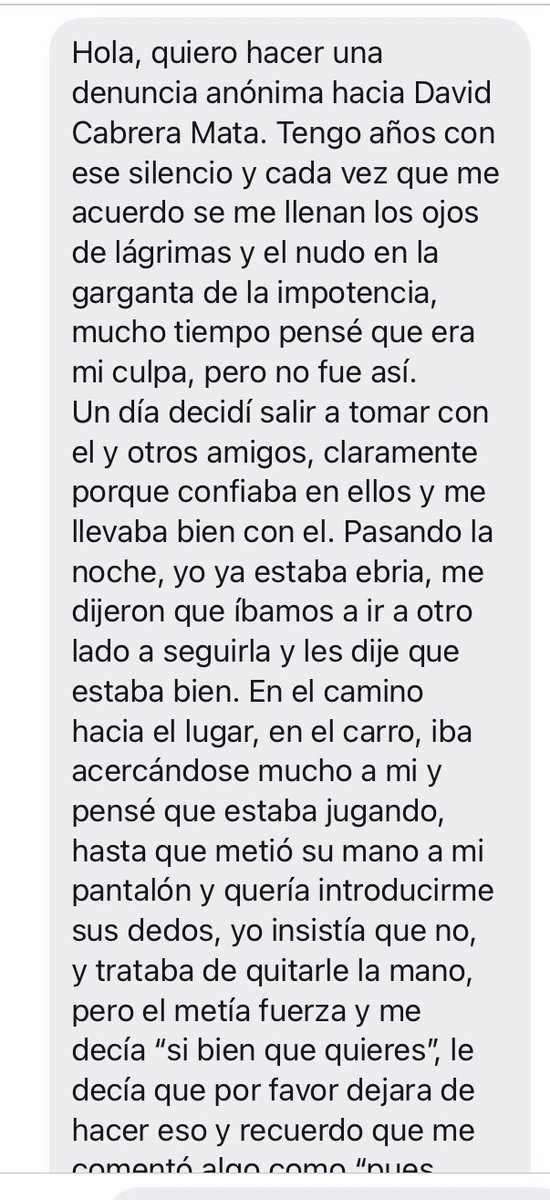 Hola, quiero hacer una
denuncia anónima hacia David
Cabrera Mata. Tengo años con
ese silencio y cada vez que me
acuerdo se me llenan los ojos
de lágrimas y el nudo en la
garganta de la impotencia,
mucho tiempo pensé que era
mi culpa, pero no fue así.
Un día decidí salir a tomar con
el y otros amigos, claramente
porque confiaba en ellos y me
llevaba bien con el. Pasando la
noche, yo ya estaba ebria, me
dijeron que íbamos a ir a otro
lado a seguirla y les dije que
estaba bien. En el camino
hacia el lugar, en el carro, iba
acercándose mucho a mi y
pensé que estaba jugando,
hasta que metió su mano a mi
pantalón y quería introducirme
sus dedos, yo insistía que no,
y trataba de quitarle la mano,
pero el metía fuerza y me
decía “si bien que quieres”, le
decía que por favor dejara de
hacer eso y recuerdo que me
comentó algo como “pues